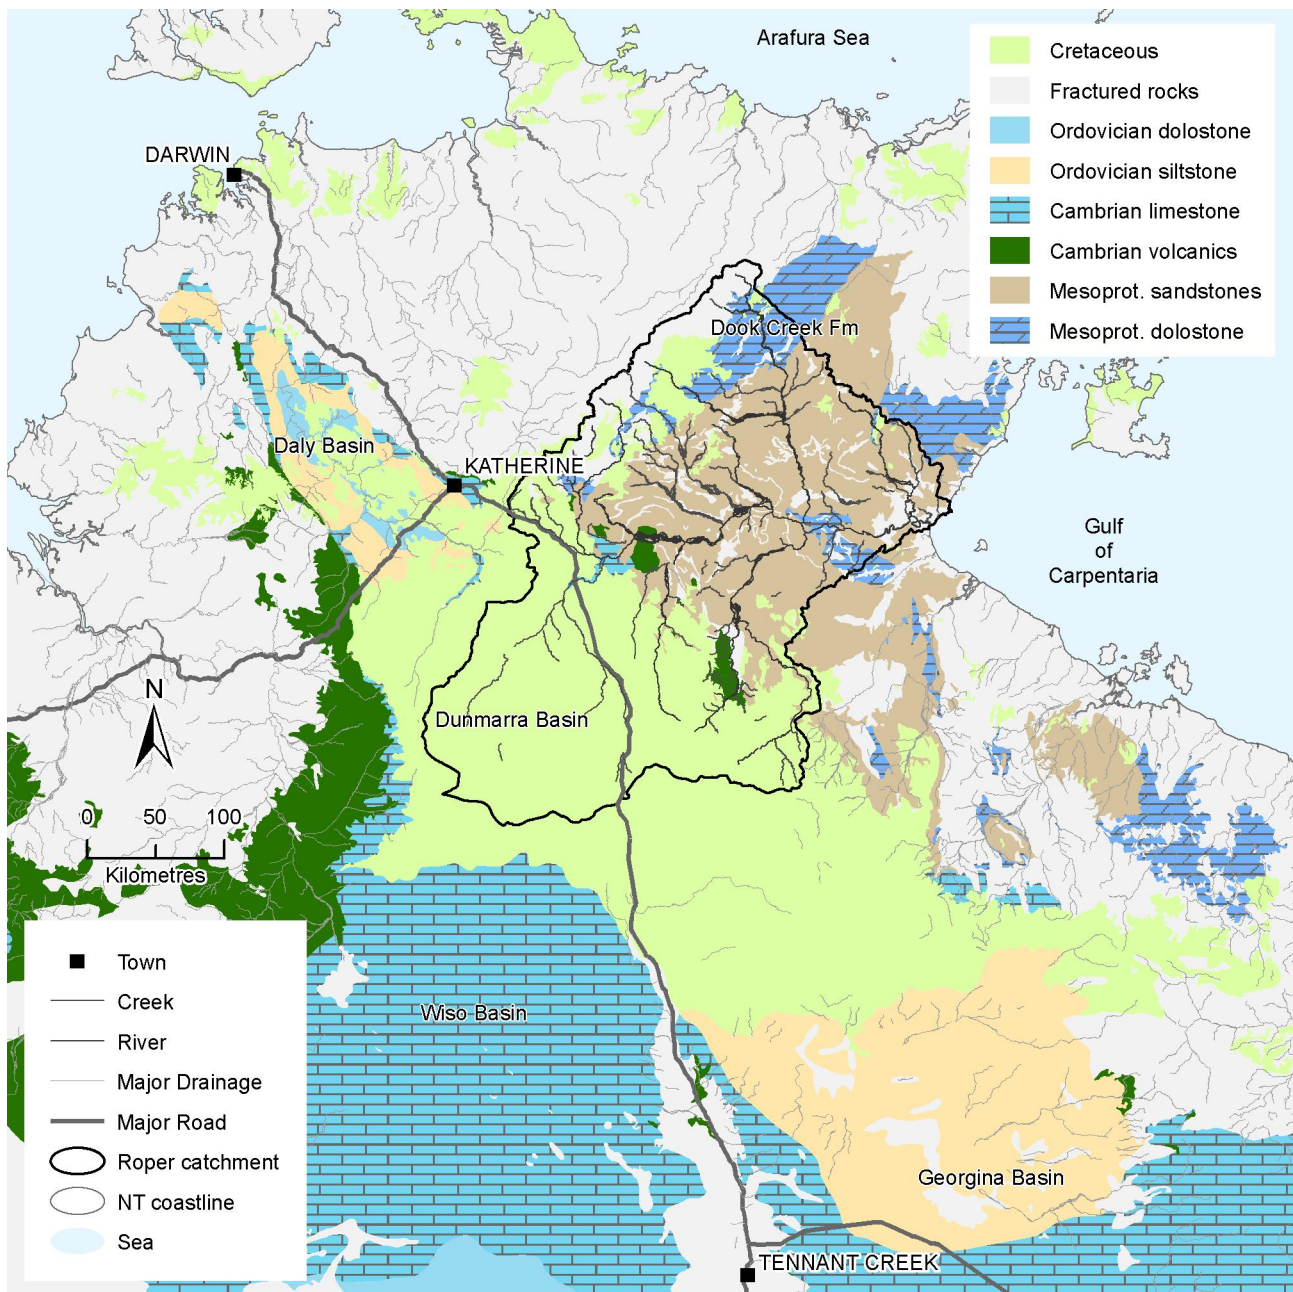 Arafura Sea
Cretaceous
Fractured rocks
Ordovician dolostone
Ordovician siltstone
Cambrian limestone
Cambrian volcanics
Mesoprot. sandstones
Mesoprot. dolostone
DARWIN
Dook Creek Fm
Daly Basin
KATHERINE
Gulf
of
Carpentaria
N
Dunmarra Basin
0 50 100
Kilometres
Town
Creek
River
Major Drainage
Major Road
Roper catchment
NT coastline
Sea
Wiso Basin
Georgina Basin
TENNANT CREEK